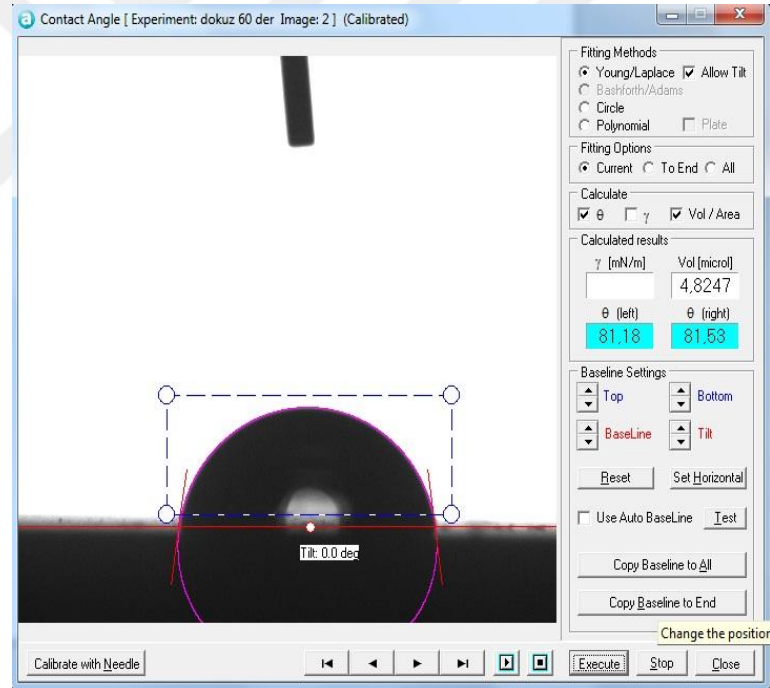 Contact Angle [ Experiment: dokuz 60 der Image: 2 ] (Calibrated)
Fitting Methods
Young/Laplace Allow Tilt
Bashforth/Adams
Circle
Polynomial Plate
Fitting Options
Current To End All
Calculate
θ γ Vol / Area
Calculated results
γ [mN/m] Vol [microl]
4,8247
θ (left) θ (right)
81,18 81,53
Baseline Settings
Top Bottom
BaseLine Tilt
Reset Set Horizontal
Use Auto BaseLine Test
Tilt: 0.0 deg
Copy Baseline to All
Copy Baseline to End
Change the position
Calibrate with Needle Execute Stop Close